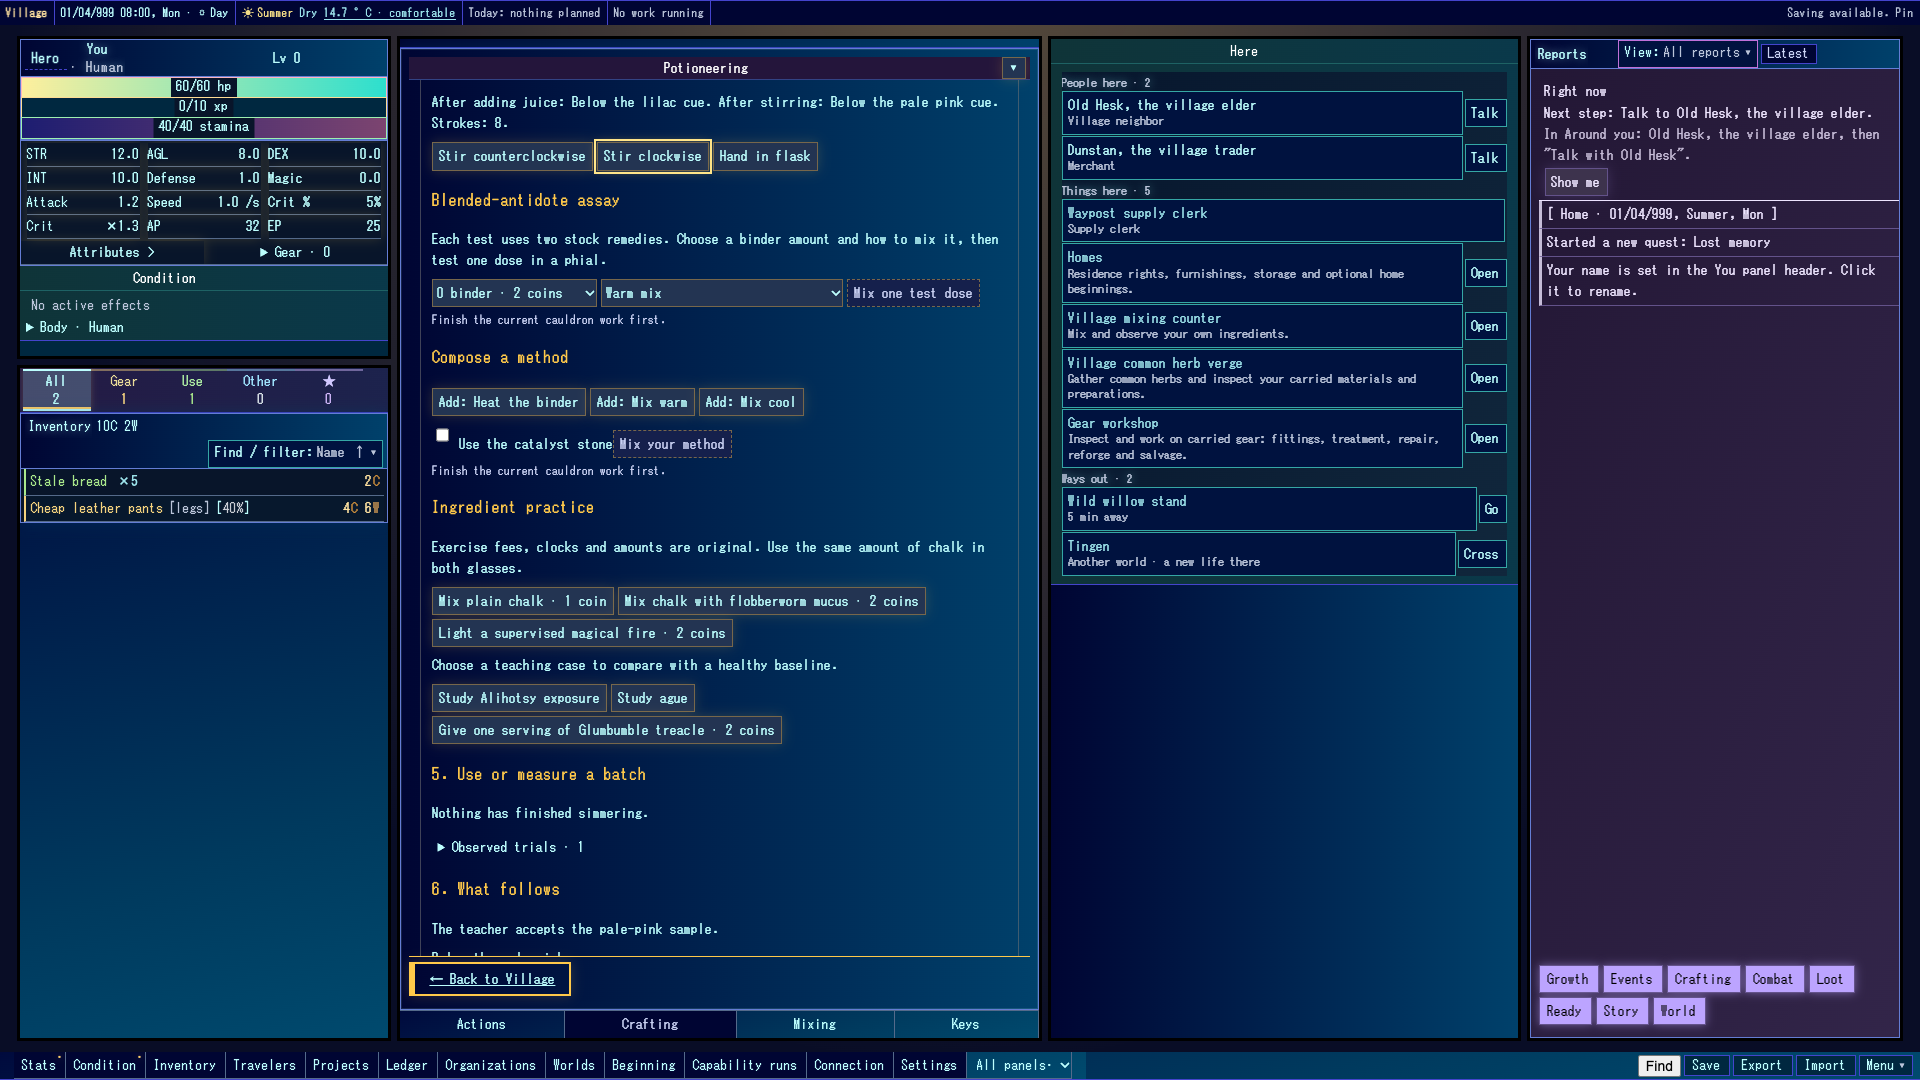 Village 01/04/999 08:00, Mon · ☼ Day ☀ Summer Dry 14.7 ° C · comfortable Today: nothing planned No work running Saving available. Pin
Hero · You Human Lv 0
60/60 hp
0/10 xp
40/40 stamina
STR 12.0 AGL 8.0 DEX 10.0
INT 10.0 Defense 1.0 Magic 0.0
Attack 1.2 Speed 1.0 /s Crit % 5%
Crit ×1.3 AP 32 EP 25
Attributes > ▶ Gear · 0
Condition
No active effects
▶ Body · Human
All Gear Use Other ★
2 1 1 0 0
Inventory 10C 2W
Find / filter: Name ↑ ▾
Stale bread ×5 2C
Cheap leather pants [legs] [40%] 4C 6W
Potioneering ▼
After adding juice: Below the lilac cue. After stirring: Below the pale pink cue.
Strokes: 8.
Stir counterclockwise Stir clockwise Hand in flask
Blended-antidote assay
Each test uses two stock remedies. Choose a binder amount and how to mix it, then
test one dose in a phial.
0 binder · 2 coins Warm mix Mix one test dose
Finish the current cauldron work first.
Compose a method
Add: Heat the binder Add: Mix warm Add: Mix cool
Use the catalyst stone Mix your method
Finish the current cauldron work first.
Ingredient practice
Exercise fees, clocks and amounts are original. Use the same amount of chalk in
both glasses.
Mix plain chalk · 1 coin Mix chalk with flobberworm mucus · 2 coins
Light a supervised magical fire · 2 coins
Choose a teaching case to compare with a healthy baseline.
Study Alihotsy exposure Study ague
Give one serving of Glumbumble treacle · 2 coins
5. Use or measure a batch
Nothing has finished simmering.
▶ Observed trials · 1
6. What follows
The teacher accepts the pale-pink sample.
← Back to Village
Actions Crafting Mixing Keys
Here
People here · 2
Old Hesk, the village elder
Village neighbor
Talk
Dunstan, the village trader
Merchant
Talk
Things here · 5
Waypost supply clerk
Supply clerk
Homes
Residence rights, furnishings, storage and optional home
beginnings.
Open
Village mixing counter
Mix and observe your own ingredients.
Open
Village common herb verge
Gather common herbs and inspect your carried materials and
preparations.
Open
Gear workshop
Inspect and work on carried gear: fittings, treatment, repair,
reforge and salvage.
Open
Ways out · 2
Wild willow stand
5 min away
Go
Tingen
Another world · a new life there
Cross
Reports View: All reports ▾ Latest
Right now
Next step: Talk to Old Hesk, the village elder.
In Around you: Old Hesk, the village elder, then
"Talk with Old Hesk".
Show me
[ Home · 01/04/999, Summer, Mon ]
Started a new quest: Lost memory
Your name is set in the You panel header. Click
it to rename.
Growth Events Crafting Combat Loot
Ready Story World
Stats Condition Inventory Travelers Projects Ledger Organizations Worlds Beginning Capability runs Connection Settings All panels· Find Save Export Import Menu ▾